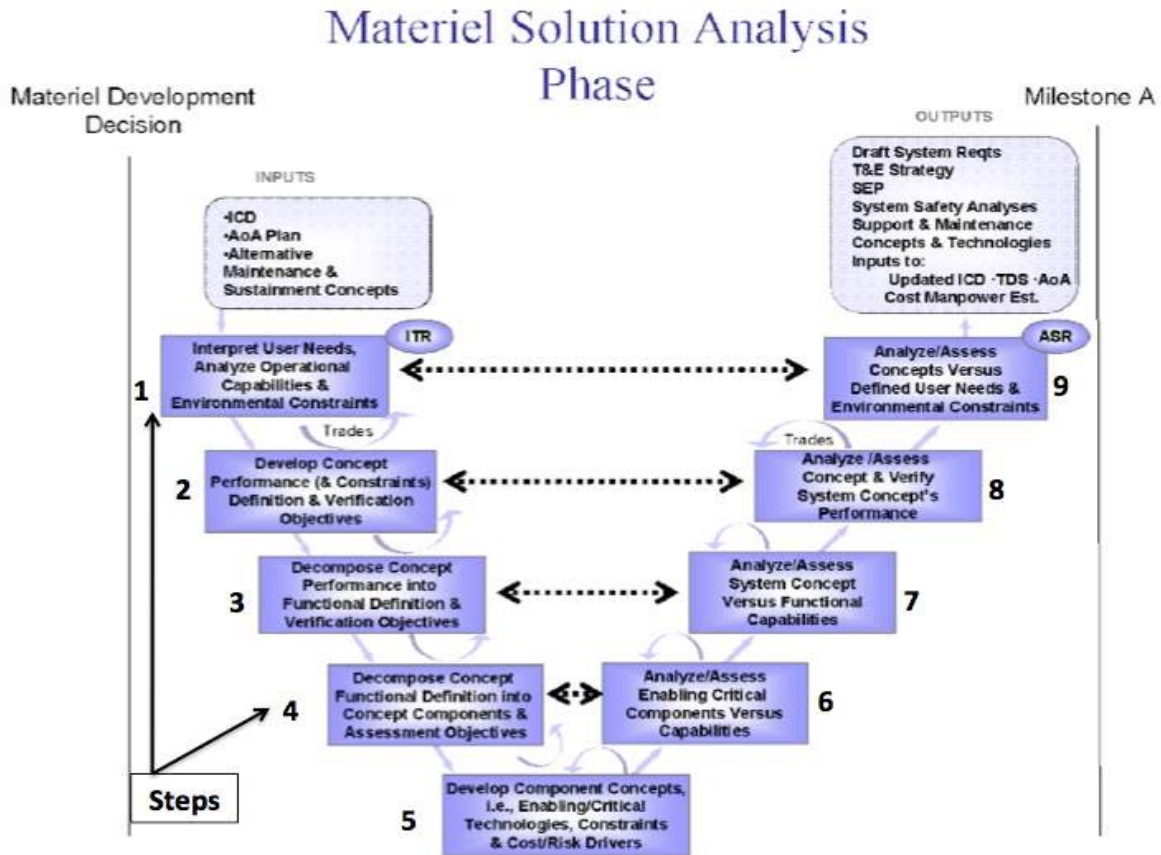 Materiel Solution Analysis
Phase
Materiel Development
Decision
Milestone A
INPUTS
•ICD
•AoA Plan
•Alternative
Maintenance &
Sustainment Concepts
OUTPUTS
Draft System Reqts
T&E Strategy
SEP
System Safety Analyses
Support & Maintenance
Concepts & Technologies
Inputs to:
Updated ICD •TDS •AoA
Cost Manpower Est.
ITR
Interpret User Needs,
Analyze Operational
Capabilities &
Environmental Constraints
1
Trades
2
Develop Concept
Performance (& Constraints)
Definition & Verification
Objectives
3
Decompose Concept
Performance into
Functional Definition &
Verification Objectives
4
Decompose Concept
Functional Definition into
Concept Components &
Assessment Objectives
Steps
5
Develop Component Concepts,
i.e., Enabling/Critical
Technologies, Constraints
& Cost/Risk Drivers
Analyze/Assess
Enabling Critical
Components Versus
Capabilities
6
Analyze/Assess
System Concept
Versus Functional
Capabilities
7
Trades
Analyze /Assess
Concept & Verify
System Concept's
Performance
8
ASR
Analyze/Assess
Concepts Versus
Defined User Needs &
Environmental Constraints
9